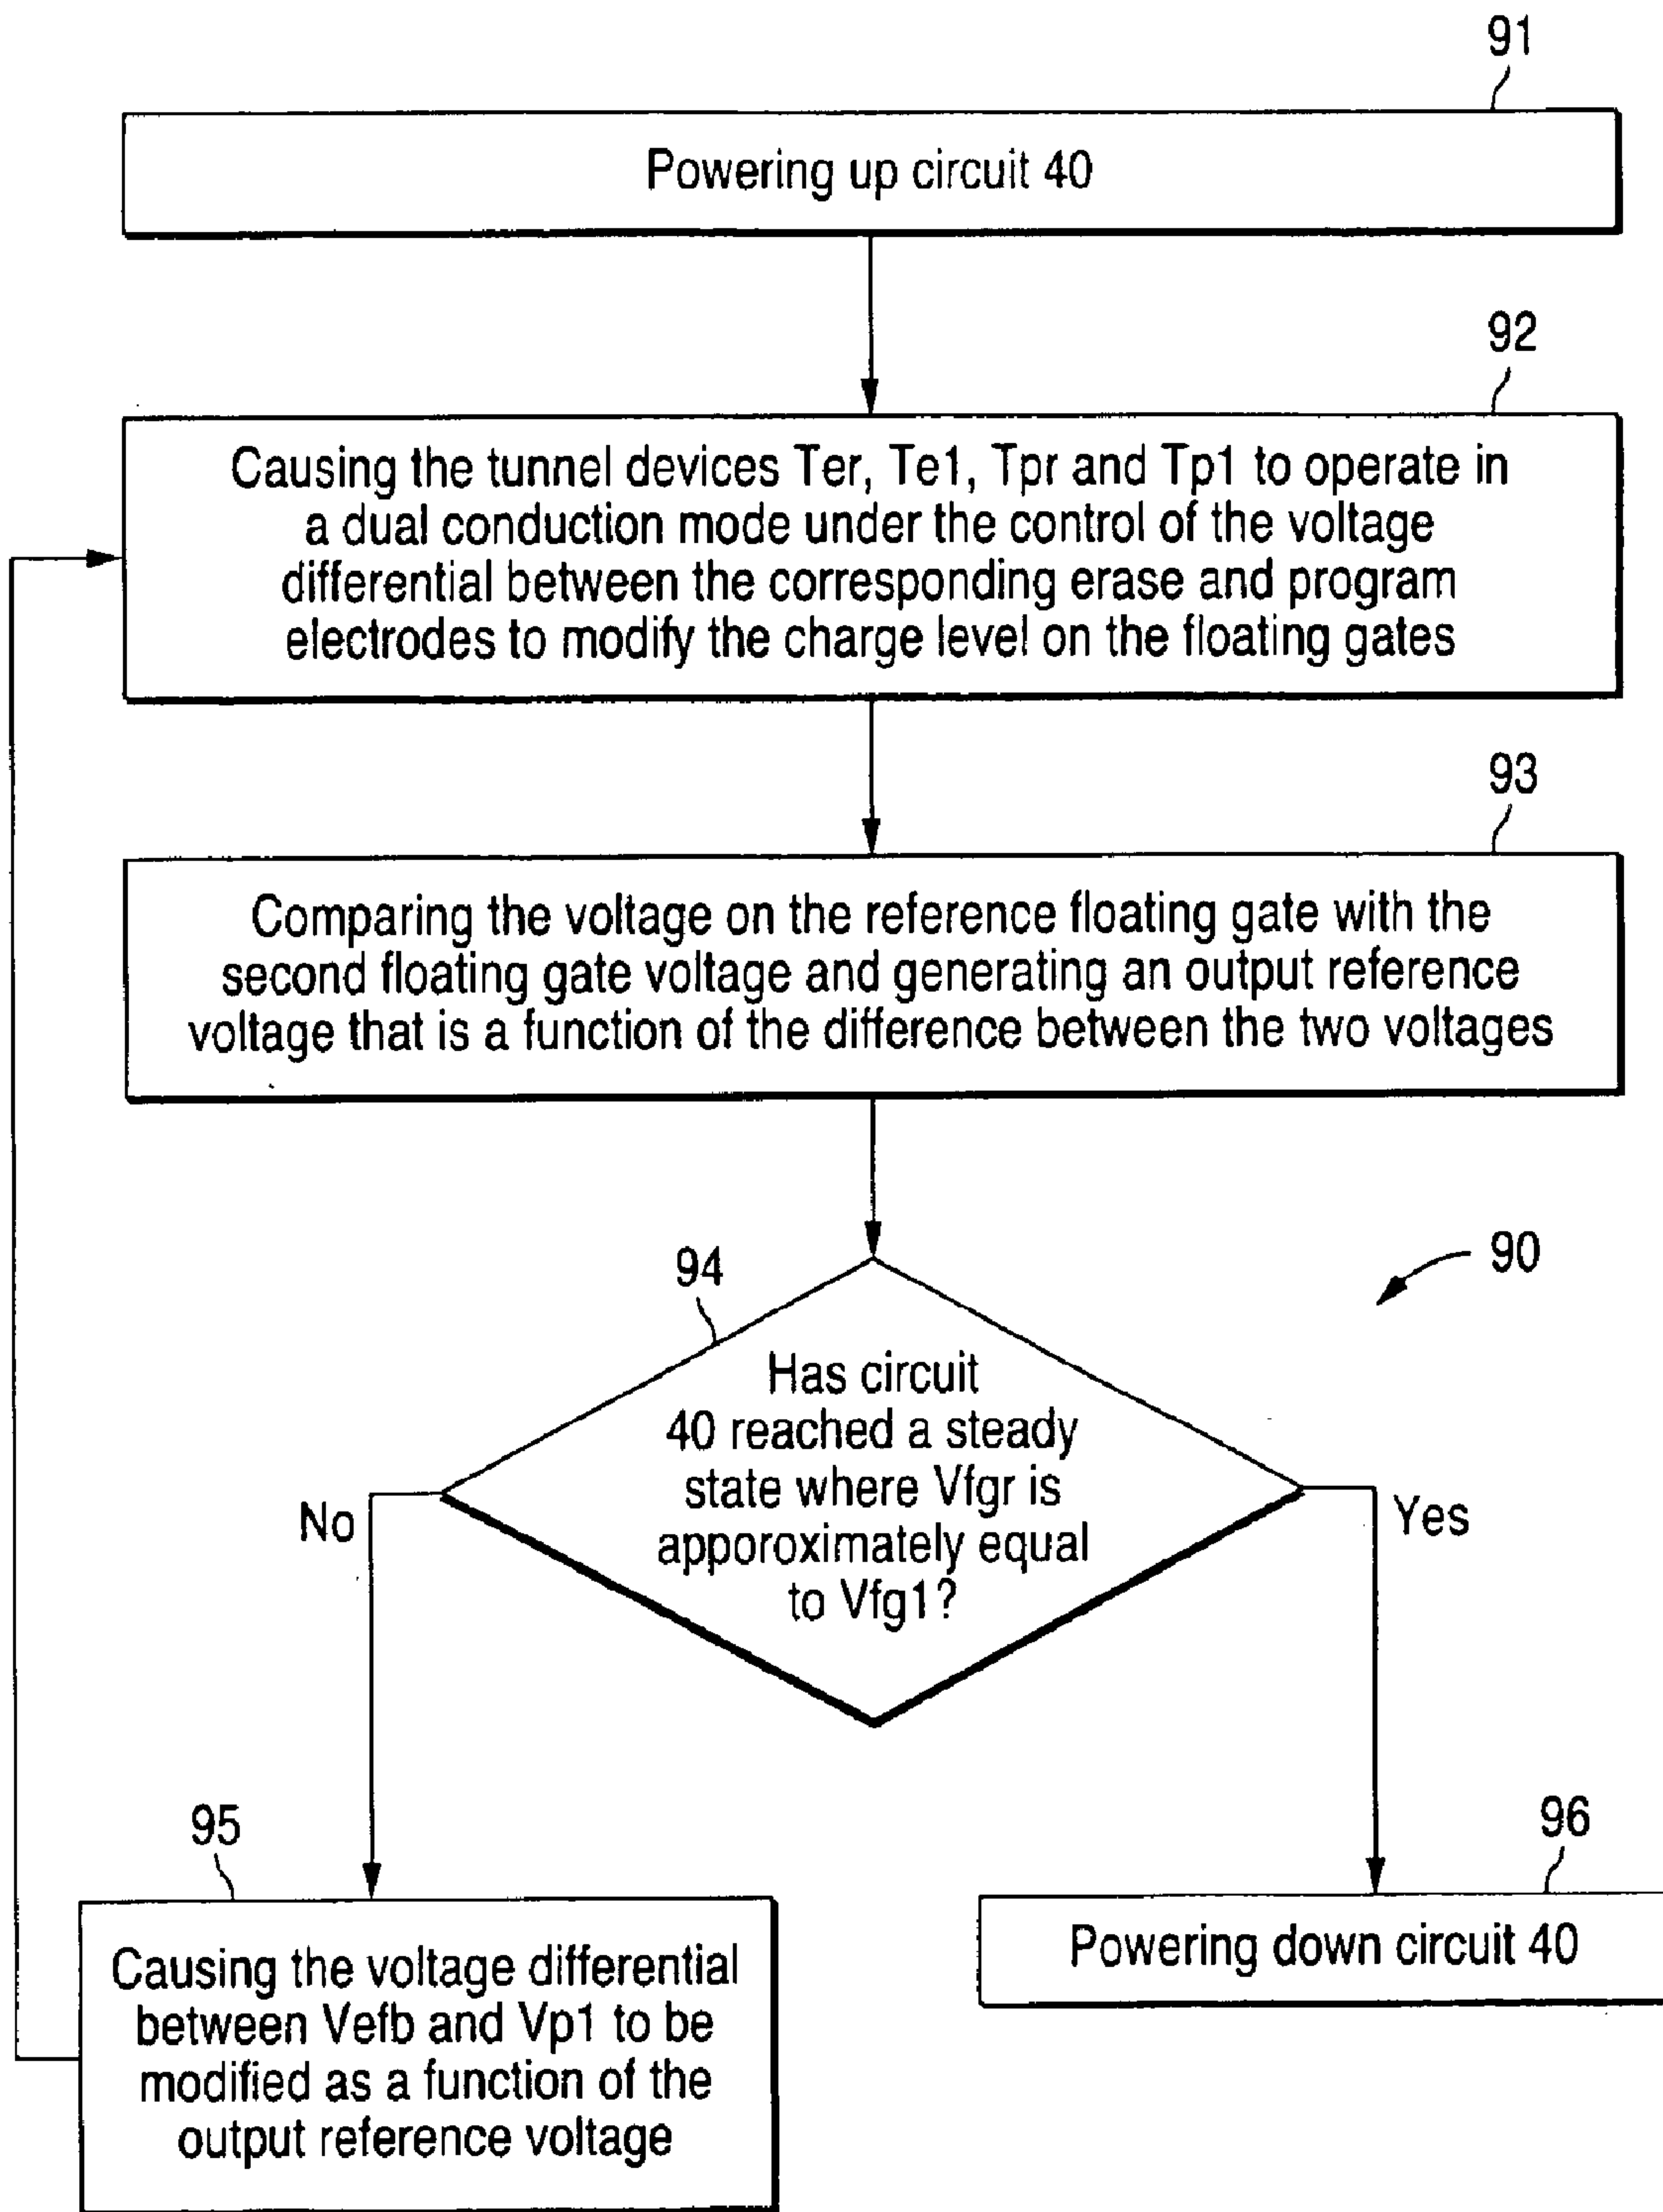 91
Powering up circuit 40
92
Causing the tunnel devices Ter, Te1, Tpr and Tp1 to operate in
a dual conduction mode under the control of the voltage
differential between the corresponding erase and program
electrodes to modify the charge level on the floating gates
93
Comparing the voltage on the reference floating gate with the
second floating gate voltage and generating an output reference
voltage that is a function of the difference between the two voltages
90
94
Has circuit
40 reached a steady
state where Vfgr is
apporoximately equal
to Vfg1?
No
Yes
95
Causing the voltage differential
between Vefb and Vp1 to be
modified as a function of the
output reference voltage
96
Powering down circuit 40